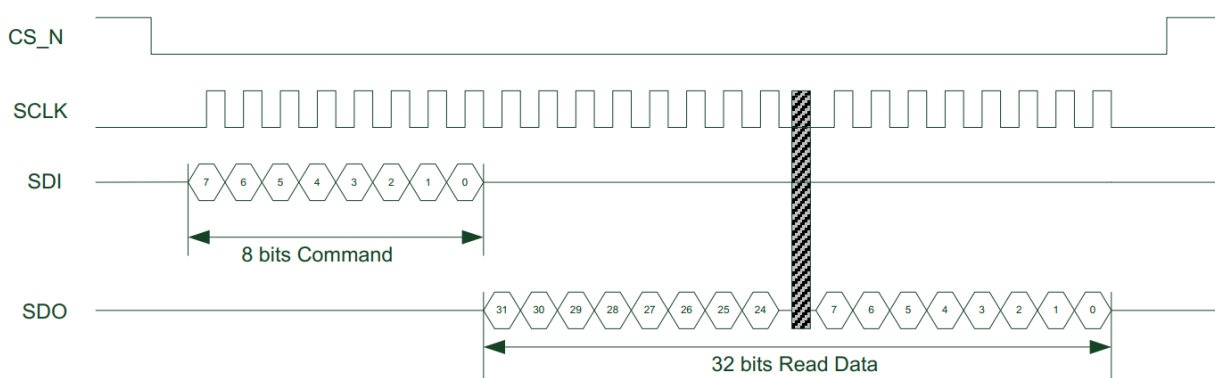 CS_N
SCLK
SDI
7 6 5 4 3 2 1 0
8 bits Command
SDO
31 30 29 28 27 26 25 24 7 6 5 4 3 2 1 0
32 bits Read Data